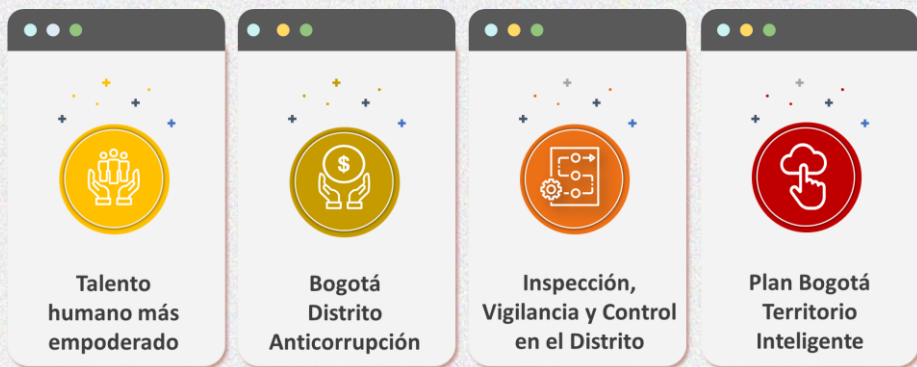 Talento
humano más
empoderado
Bogotá
Distrito
Anticorrupción
Inspección,
Vigilancia y Control
en el Distrito
Plan Bogotá
Territorio
Inteligente
$